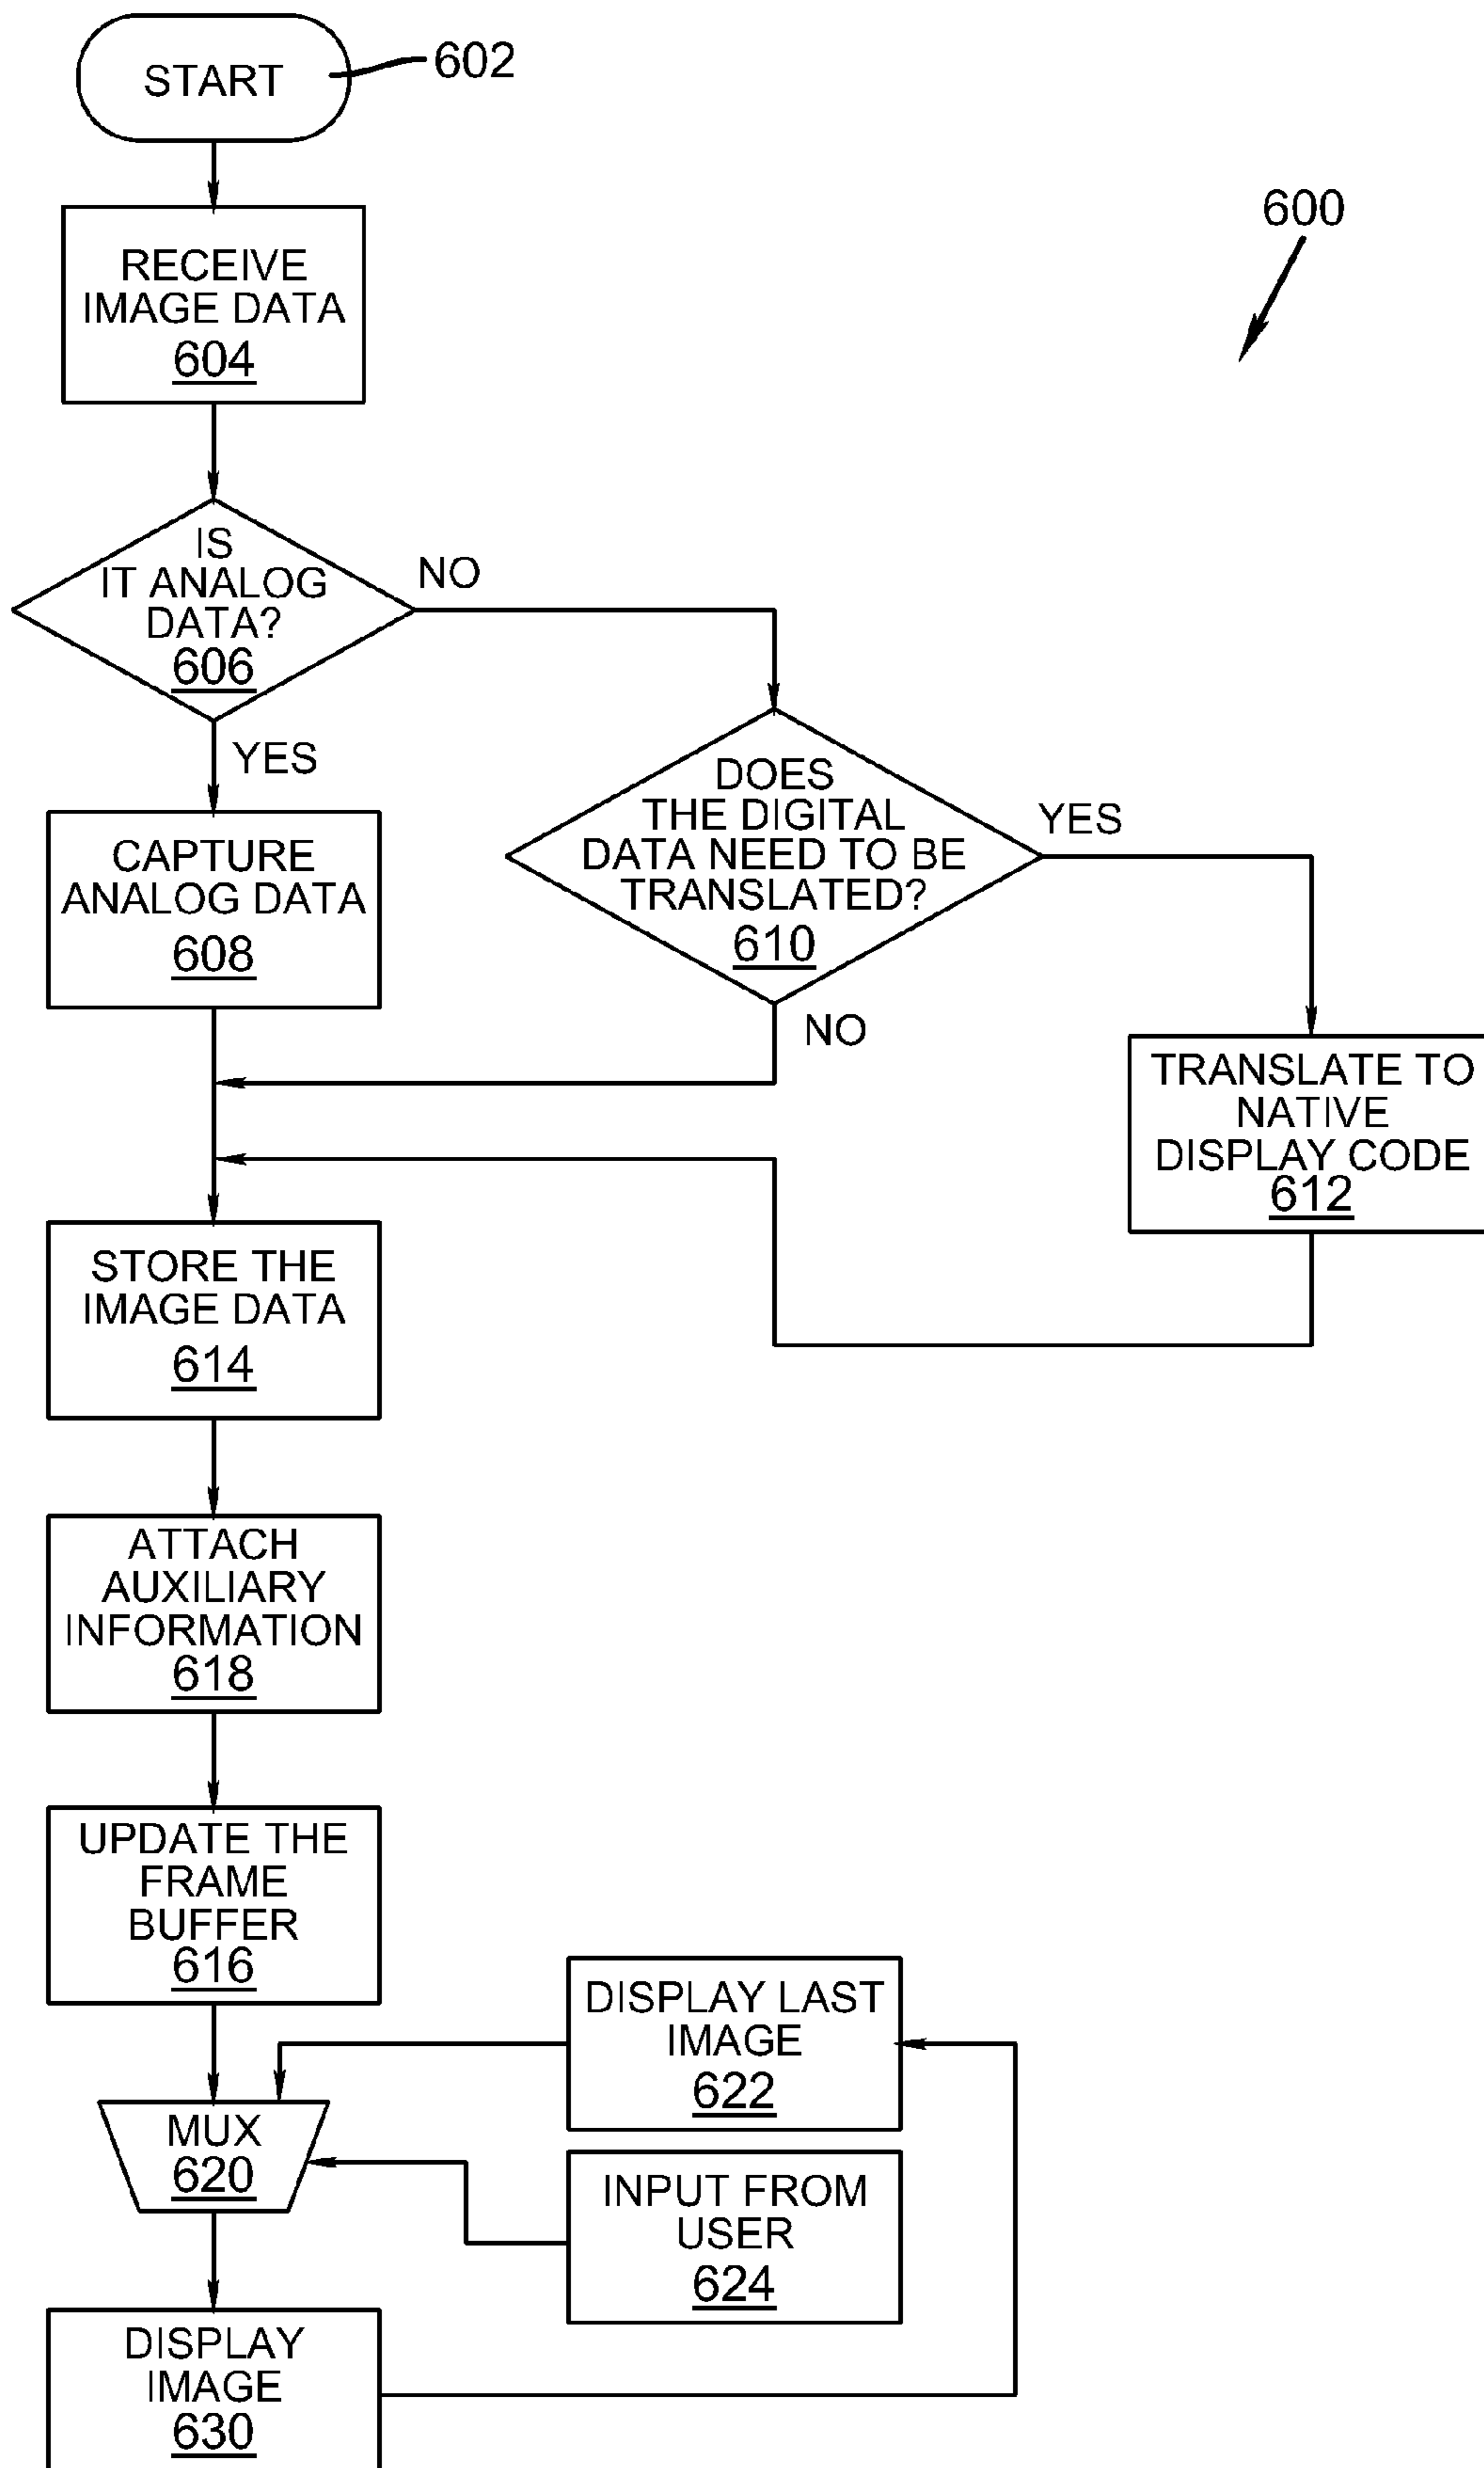 START
602
600
RECEIVE
IMAGE DATA
604
IS
IT ANALOG
DATA?
606
NO
YES
DOES
THE DIGITAL
DATA NEED TO BE
TRANSLATED?
610
YES
NO
CAPTURE
ANALOG DATA
608
TRANSLATE TO
NATIVE
DISPLAY CODE
612
STORE THE
IMAGE DATA
614
ATTACH
AUXILIARY
INFORMATION
618
UPDATE THE
FRAME
BUFFER
616
DISPLAY LAST
IMAGE
622
MUX
620
INPUT FROM
USER
624
DISPLAY
IMAGE
630